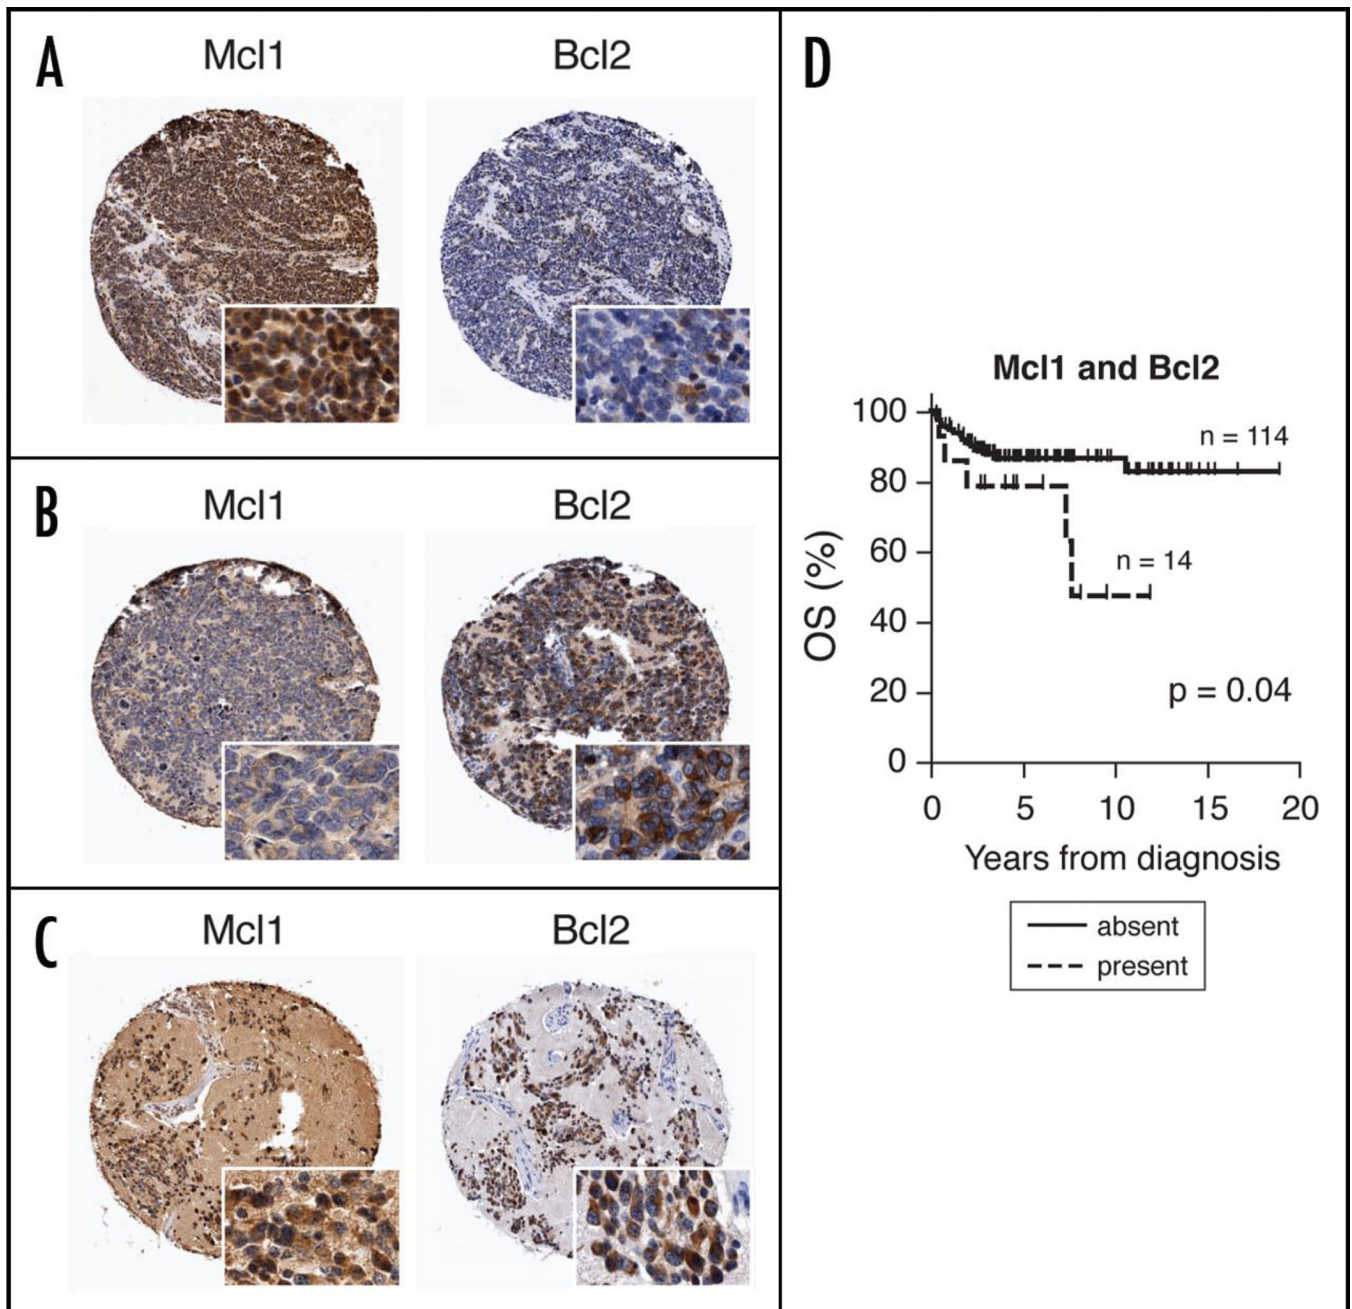 A
Mcl1
Bcl2
B
Mcl1
Bcl2
C
Mcl1
Bcl2
D
Mcl1 and Bcl2
100
80
60
40
20
0
OS (%)
n = 114
n = 14
p = 0.04
0 5 10 15 20
Years from diagnosis
absent
present